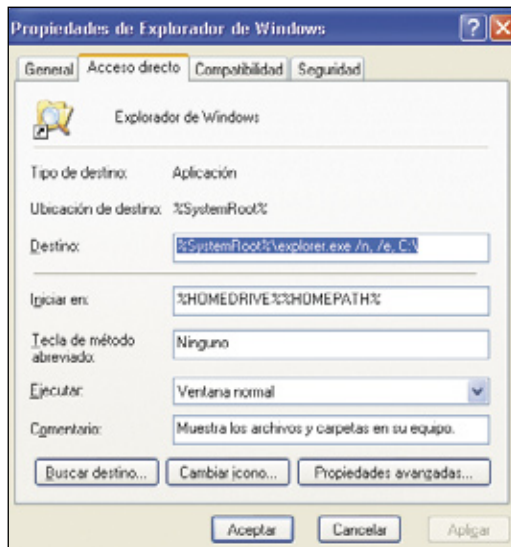 Propiedades de Explorador de Windows
General Acceso directo Compatibilidad Seguridad
Explorador de Windows
Tipo de destino: Aplicación
Ubicación de destino: %SystemRoot%
Destino: %SystemRoot%\explorer.exe /n, /e, C:\
Iniciar en: %HOMEDRIVE%%HOMEPATH%
Tecla de método
abreviado: Ninguno
Ejecutar: Ventana normal
Comentario: Muestra los archivos y carpetas en su equipo.
Buscar destino... Cambiar icono... Propiedades avanzadas...
Aceptar Cancelar Aplicar